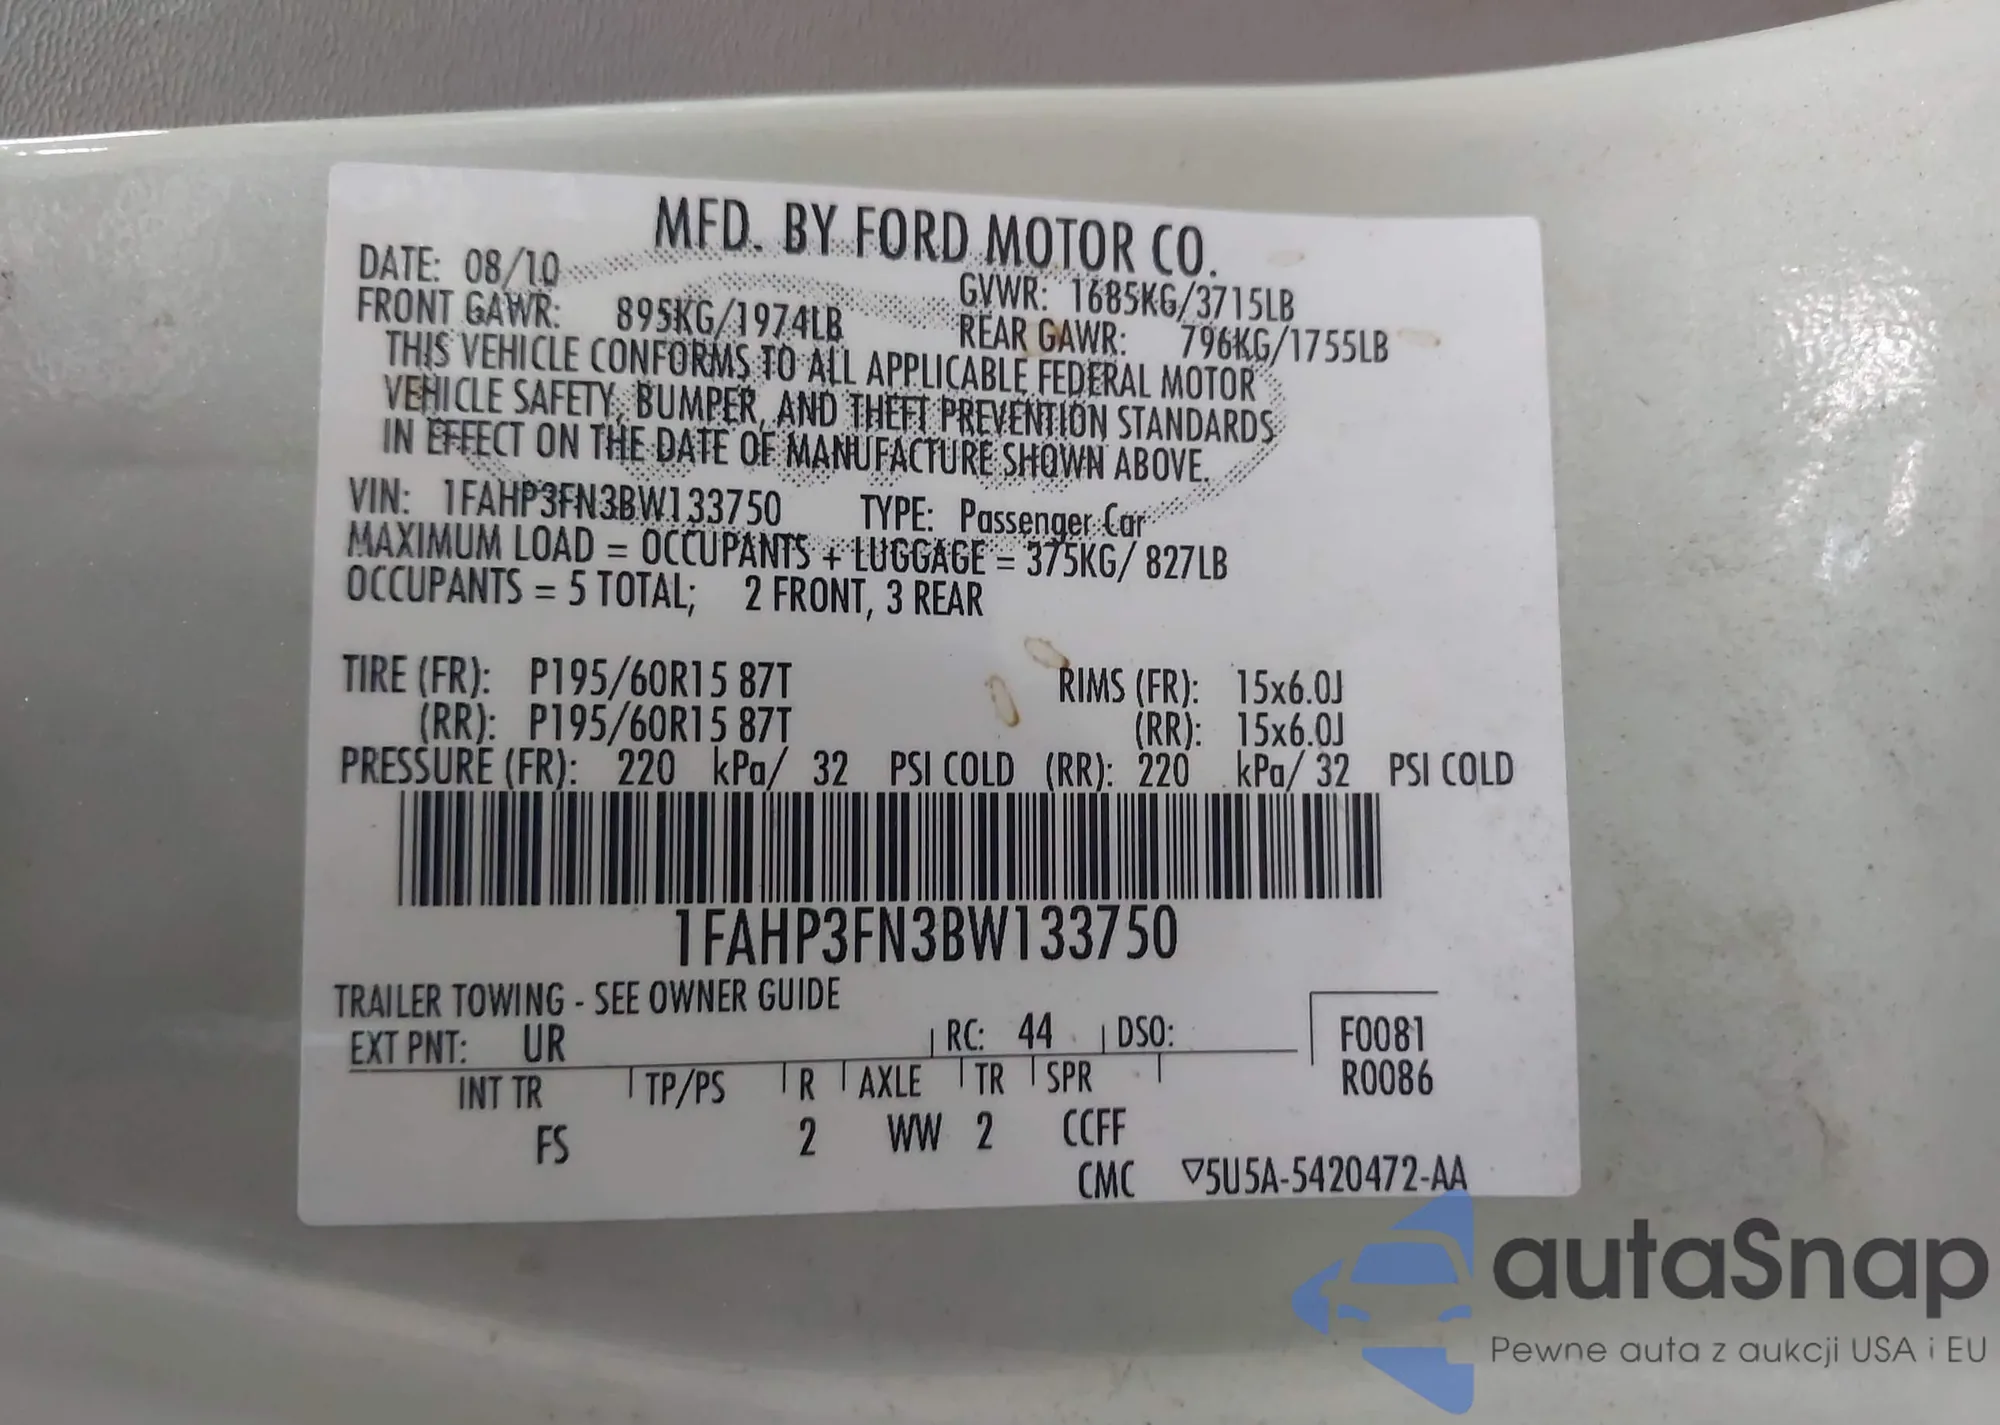 MFD. BY FORD MOTOR CO.
DATE: 08/10 GVWR: 1685KG/3715LB
FRONT GAWR: 895KG/1974LB REAR GAWR: 796KG/1755LB
THIS VEHICLE CONFORMS TO ALL APPLICABLE FEDERAL MOTOR
VEHICLE SAFETY, BUMPER, AND THEFT PREVENTION STANDARDS
IN EFFECT ON THE DATE OF MANUFACTURE SHOWN ABOVE.
VIN: 1FAHP3FN3BW133750 TYPE: Passenger Car
MAXIMUM LOAD = OCCUPANTS + LUGGAGE = 375KG/ 827LB
OCCUPANTS = 5 TOTAL; 2 FRONT, 3 REAR
TIRE (FR): P195/60R15 87T RIMS (FR): 15x6.0J
(RR): P195/60R15 87T (RR): 15x6.0J
PRESSURE (FR): 220 kPa/ 32 PSI COLD (RR): 220 kPa/ 32 PSI COLD
1FAHP3FN3BW133750
TRAILER TOWING - SEE OWNER GUIDE
EXT PNT: UR RC: 44 DSO: F0081
INT TR TP/PS R AXLE TR SPR R0086
FS 2 WW 2 CCFF
CMC ▽5U5A-5420472-AA
autaSnap
Pewne auta z aukcji USA i EU